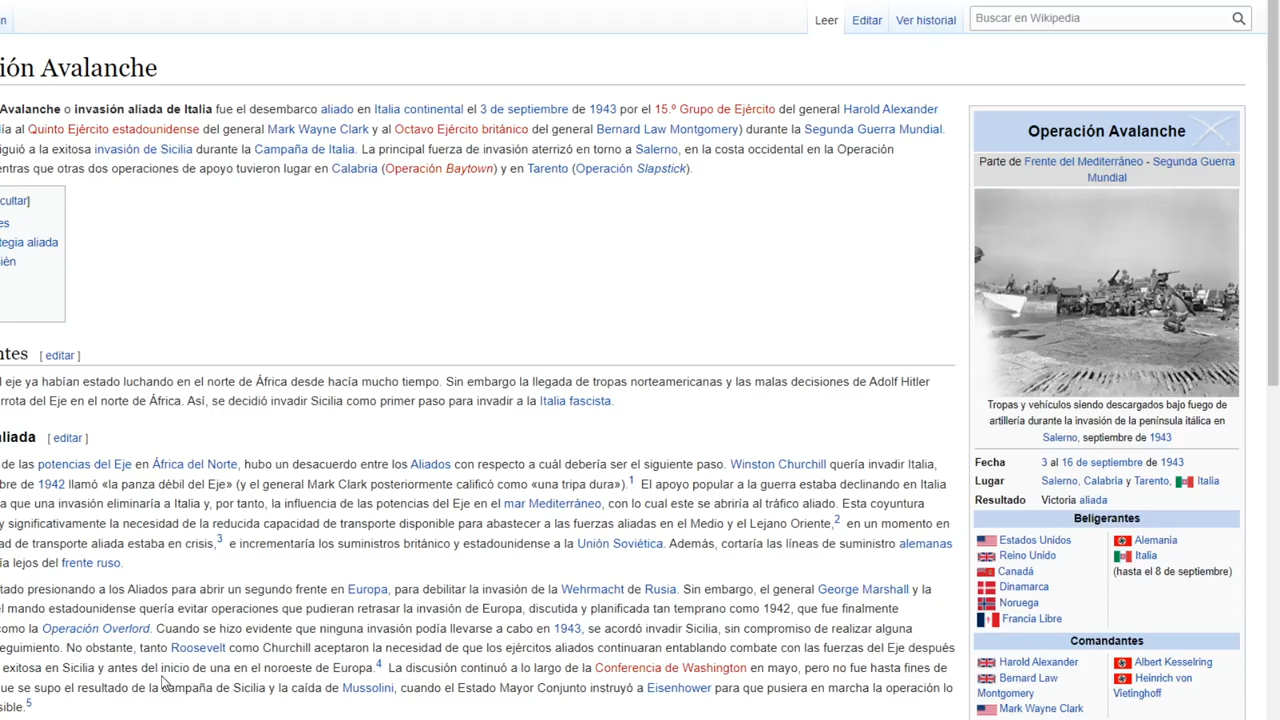 n
Leer Editar Ver historial Buscar en Wikipedia
ión Avalanche
Avalanche o invasión aliada de Italia fue el desembarco aliado en Italia continental el 3 de septiembre de 1943 por el 15.º Grupo de Ejército del general Harold Alexander
ía al Quinto Ejército estadounidense del general Mark Wayne Clark y al Octavo Ejército británico del general Bernard Law Montgomery) durante la Segunda Guerra Mundial.
iguió a la exitosa invasión de Sicilia durante la Campaña de Italia. La principal fuerza de invasión aterrizó en torno a Salerno, en la costa occidental en la Operación
entras que otras dos operaciones de apoyo tuvieron lugar en Calabria (Operación Baytown) y en Tarento (Operación Slapstick).
cultar]
es
tegia aliada
ién
ntes [ editar ]
l eje ya habían estado luchando en el norte de África desde hacía mucho tiempo. Sin embargo la llegada de tropas norteamericanas y las malas decisiones de Adolf Hitler
rrota del Eje en el norte de África. Así, se decidió invadir Sicilia como primer paso para invadir a la Italia fascista.
aliada [ editar ]
de las potencias del Eje en África del Norte, hubo un desacuerdo entre los Aliados con respecto a cuál debería ser el siguiente paso. Winston Churchill quería invadir Italia,
bre de 1942 llamó «la panza débil del Eje» (y el general Mark Clark posteriormente calificó como «una tripa dura»).1 El apoyo popular a la guerra estaba declinando en Italia
a que una invasión eliminaría a Italia y, por tanto, la influencia de las potencias del Eje en el mar Mediterráneo, con lo cual este se abriría al tráfico aliado. Esta coyuntura
y significativamente la necesidad de la reducida capacidad de transporte disponible para abastecer a las fuerzas aliadas en el Medio y el Lejano Oriente,2 en un momento en
ad de transporte aliada estaba en crisis,3 e incrementaría los suministros británico y estadounidense a la Unión Soviética. Además, cortaría las líneas de suministro alemanas
ía lejos del frente ruso.
tado presionando a los Aliados para abrir un segundo frente en Europa, para debilitar la invasión de la Wehrmacht de Rusia. Sin embargo, el general George Marshall y la
el mando estadounidense quería evitar operaciones que pudieran retrasar la invasión de Europa, discutida y planificada tan temprano como 1942, que fue finalmente
como la Operación Overlord. Cuando se hizo evidente que ninguna invasión podía llevarse a cabo en 1943, se acordó invadir Sicilia, sin compromiso de realizar alguna
eguimiento. No obstante, tanto Roosevelt como Churchill aceptaron la necesidad de que los ejércitos aliados continuaran entablando combate con las fuerzas del Eje después
exitosa en Sicilia y antes del inicio de una en el noroeste de Europa.4 La discusión continuó a lo largo de la Conferencia de Washington en mayo, pero no fue hasta fines de
ue se supo el resultado de la campaña de Sicilia y la caída de Mussolini, cuando el Estado Mayor Conjunto instruyó a Eisenhower para que pusiera en marcha la operación lo
sible.5
Operación Avalanche
Parte de Frente del Mediterráneo - Segunda Guerra
Mundial
Tropas y vehículos siendo descargados bajo fuego de
artillería durante la invasión de la península itálica en
Salerno, septiembre de 1943
Fecha 3 al 16 de septiembre de 1943
Lugar Salerno, Calabria y Tarento, Italia
Resultado Victoria aliada
Beligerantes
Estados Unidos Alemania
Reino Unido Italia
Canadá (hasta el 8 de septiembre)
Dinamarca
Noruega
Francia Libre
Comandantes
Harold Alexander Albert Kesselring
Bernard Law Heinrich von
Montgomery Vietinghoff
Mark Wayne Clark